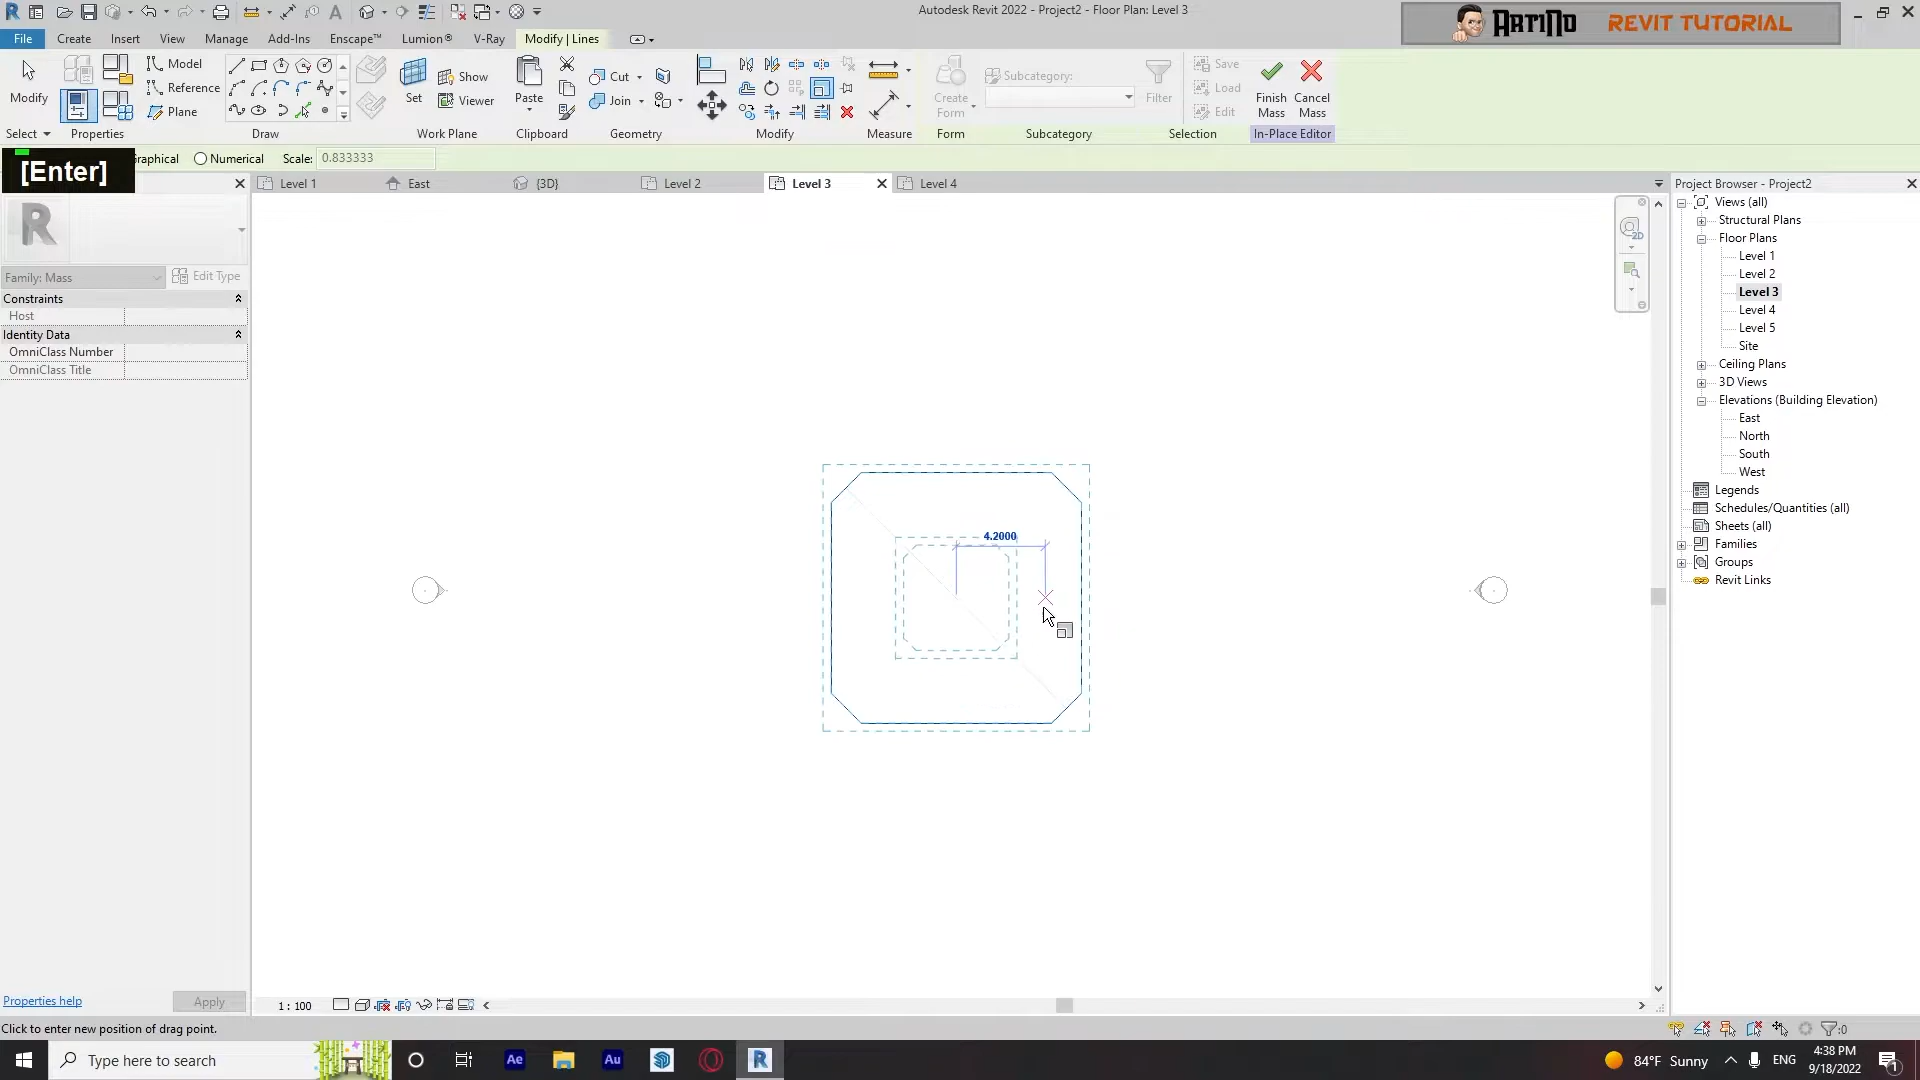 Autodesk Revit 2022 - Project2 - Floor Plan: Level 3
ARTINO REVIT TUTORIAL
File Create Insert View Manage Add-Ins Enscape™ Lumion® V-Ray Modify | Lines
Modify
Select
Properties
Model
Reference
Plane
Draw
Set
Show
Viewer
Work Plane
Paste
Clipboard
Cut
Join
Geometry
Modify
Measure
Create
Form
Form
Subcategory:
Subcategory
Filter
Save
Load
Edit
Selection
Finish
Mass
Cancel
Mass
In-Place Editor
[Enter]
raphical Numerical Scale: 0.833333
Level 1 East {3D} Level 2 Level 3 Level 4
Family: Mass Edit Type
Constraints
Host
Identity Data
OmniClass Number
OmniClass Title
Properties help Apply
2D
4.2000
Project Browser - Project2
Views (all)
Structural Plans
Floor Plans
Level 1
Level 2
Level 3
Level 4
Level 5
Site
Ceiling Plans
3D Views
Elevations (Building Elevation)
East
North
South
West
Legends
Schedules/Quantities (all)
Sheets (all)
Families
Groups
Revit Links
1 : 100
Click to enter new position of drag point.
:0
Type here to search
Ae
Au
R
84°F Sunny
ENG
4:38 PM
9/18/2022
1